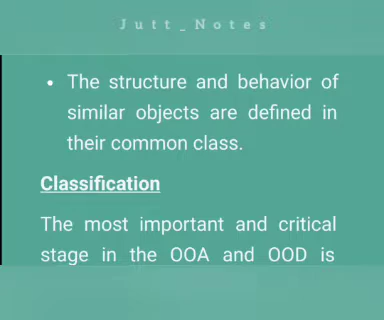 Jutt_Notes
• The structure and behavior of
similar objects are defined in
their common class.
Classification
The most important and critical
stage in the OOA and OOD is